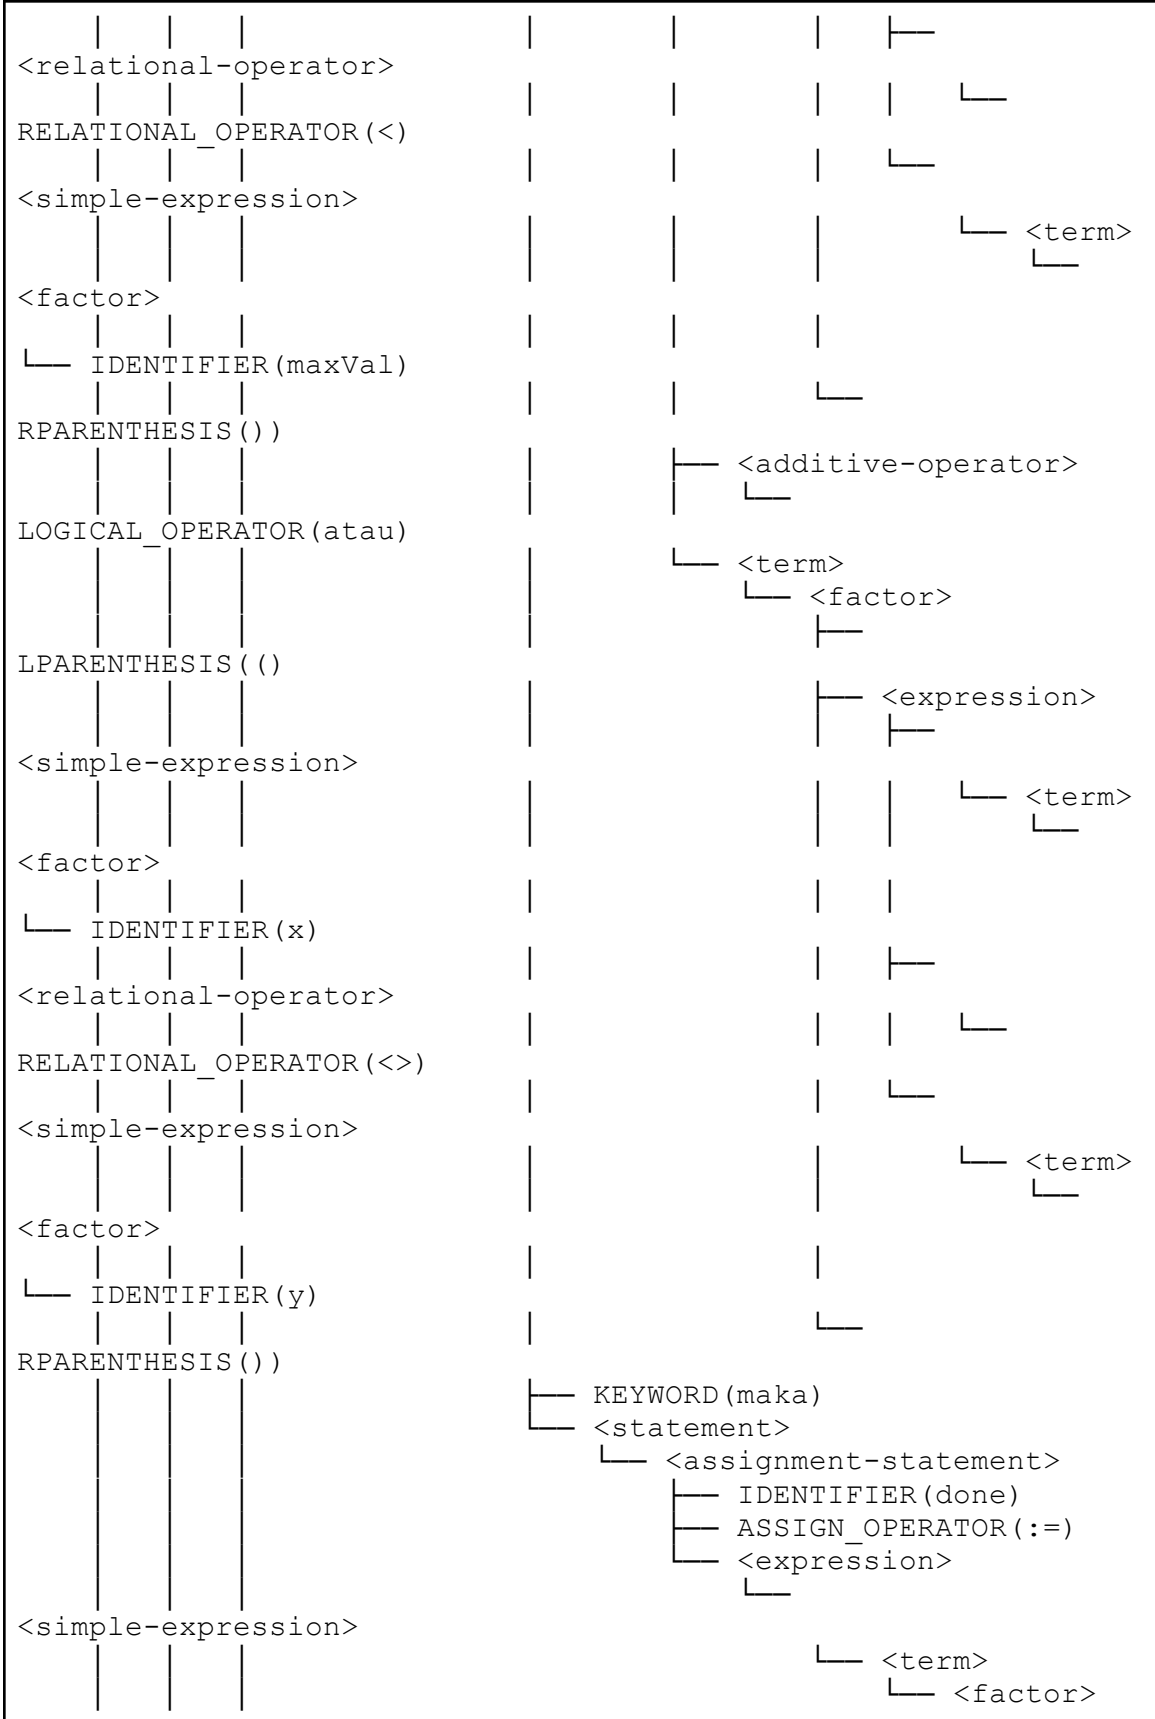 │   │   │               │       │       │   ├──
<relational-operator>
│   │   │               │       │       │   │   └──
RELATIONAL_OPERATOR(<)
│   │   │               │       │       │   └──
<simple-expression>
│   │   │               │       │       │       └── <term>
│   │   │               │       │       │           └──
<factor>
│   │   │               │       │       │
└── IDENTIFIER(maxVal)
│   │   │               │       │       └──
RPARENTHESIS())
│   │   │               │       ├── <additive-operator>
│   │   │               │       │   └──
LOGICAL_OPERATOR(atau)
│   │   │               │       └── <term>
│   │   │               │           └── <factor>
│   │   │               │               ├──
LPARENTHESIS(()
│   │   │               │               ├── <expression>
│   │   │               │               │   ├──
<simple-expression>
│   │   │               │               │   │   └── <term>
│   │   │               │               │   │       └──
<factor>
│   │   │               │               │   │
└── IDENTIFIER(x)
│   │   │               │               │   ├──
<relational-operator>
│   │   │               │               │   │   └──
RELATIONAL_OPERATOR(<>)
│   │   │               │               │   └──
<simple-expression>
│   │   │               │               │       └── <term>
│   │   │               │               │           └──
<factor>
│   │   │               │               │
└── IDENTIFIER(y)
│   │   │               │               └──
RPARENTHESIS())
│   │   │               ├── KEYWORD(maka)
│   │   │               └── <statement>
│   │   │                   └── <assignment-statement>
│   │   │                       ├── IDENTIFIER(done)
│   │   │                       ├── ASSIGN_OPERATOR(:=)
│   │   │                       └── <expression>
│   │   │                           └──
<simple-expression>
│   │   │                               └── <term>
│   │   │                                   └── <factor>